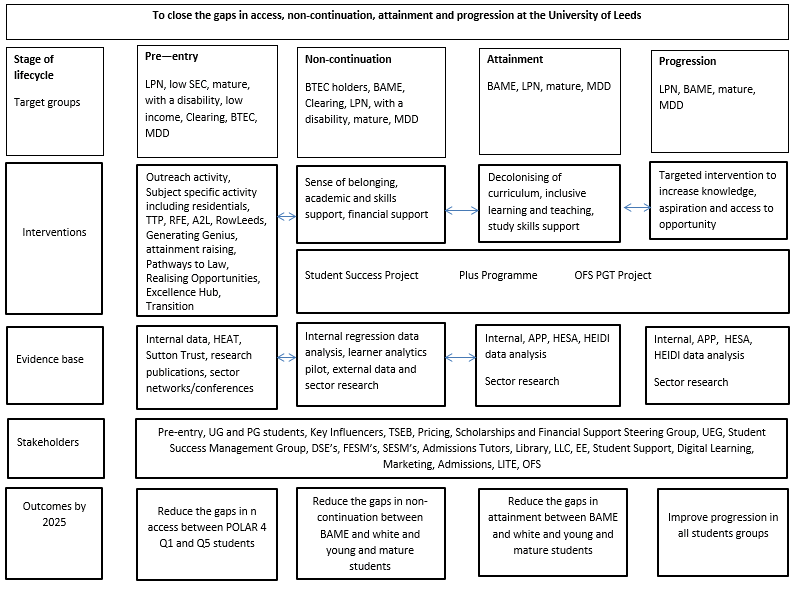 To close the gaps in access, non-continuation, attainment and progression at the University of Leeds
Stage of
lifecycle
Target groups
Pre—entry
LPN, low SEC, mature,
with a disability, low
income, Clearing, BTEC,
MDD
Non-continuation
BTEC holders, BAME,
Clearing, LPN, with a
disability, mature, MDD
Attainment
BAME, LPN, mature, MDD
Progression
LPN, BAME, mature,
MDD
Interventions
Outreach activity,
Subject specific activity
including residentials,
TTP, RFE, A2L, RowLeeds,
Generating Genius,
attainment raising,
Pathways to Law,
Realising Opportunities,
Excellence Hub,
Transition
Sense of belonging,
academic and skills
support, financial support
Decolonising of
curriculum, inclusive
learning and teaching,
study skills support
Targeted intervention to
increase knowledge,
aspiration and access to
opportunity
Student Success Project Plus Programme OFS PGT Project
Evidence base
Internal data, HEAT,
Sutton Trust, research
publications, sector
networks/conferences
Internal regression data
analysis, learner analytics
pilot, external data and
sector research
Internal, APP, HESA, HEIDI
data analysis
Sector research
Internal, APP, HESA,
HEIDI data analysis
Sector research
Stakeholders
Pre-entry, UG and PG students, Key Influencers, TSEB, Pricing, Scholarships and Financial Support Steering Group, UEG, Student
Success Management Group, DSE's, FESM's, SESM's, Admissions Tutors, Library, LLC, EE, Student Support, Digital Learning,
Marketing, Admissions, LITE, OFS
Outcomes by
2025
Reduce the gaps in n
access between POLAR 4
Q1 and Q5 students
Reduce the gaps in non-
continuation between
BAME and white and
young and mature
students
Reduce the gaps in
attainment between BAME
and white and young and
mature students
Improve progression in
all students groups